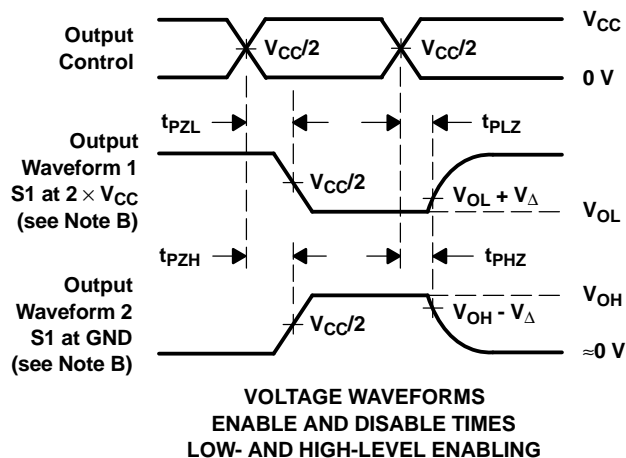 Output
Control
V_CC/2
V_CC/2
V_CC
0 V
t_PZL
t_PLZ
Output
Waveform 1
S1 at 2 × V_CC
(see Note B)
V_CC/2
V_OL + V_Δ
V_OL
t_PZH
t_PHZ
Output
Waveform 2
S1 at GND
(see Note B)
V_CC/2
V_OH - V_Δ
V_OH
≈0 V
VOLTAGE WAVEFORMS
ENABLE AND DISABLE TIMES
LOW- AND HIGH-LEVEL ENABLING